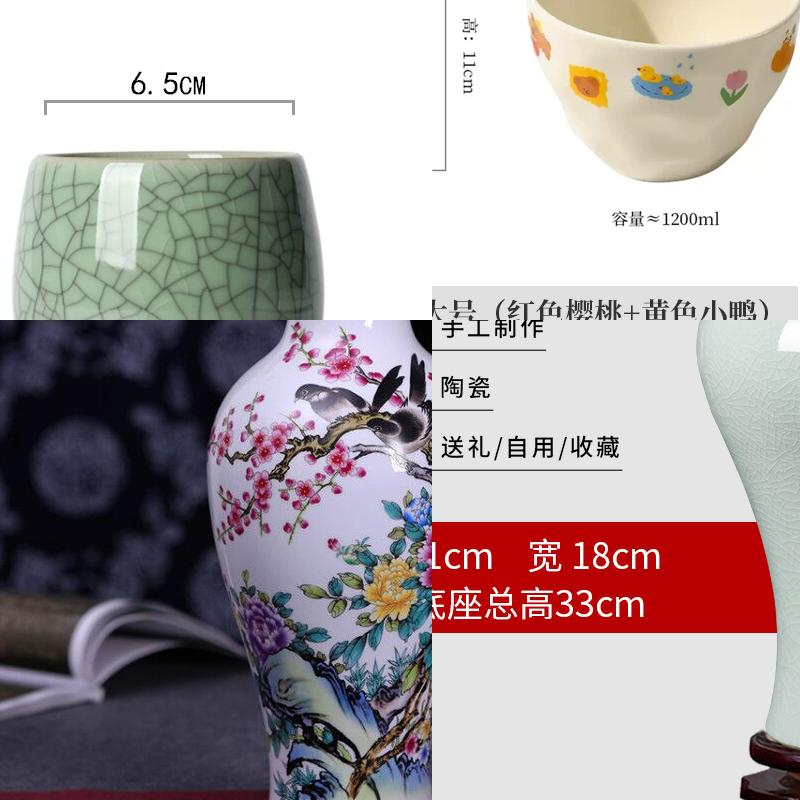 6.5CM
高：11cm
容量≈1200ml
大号（红色樱桃+黄色小鸭）
手工制作
陶瓷
送礼/自用/收藏
1cm 宽 18cm
底座总高33cm